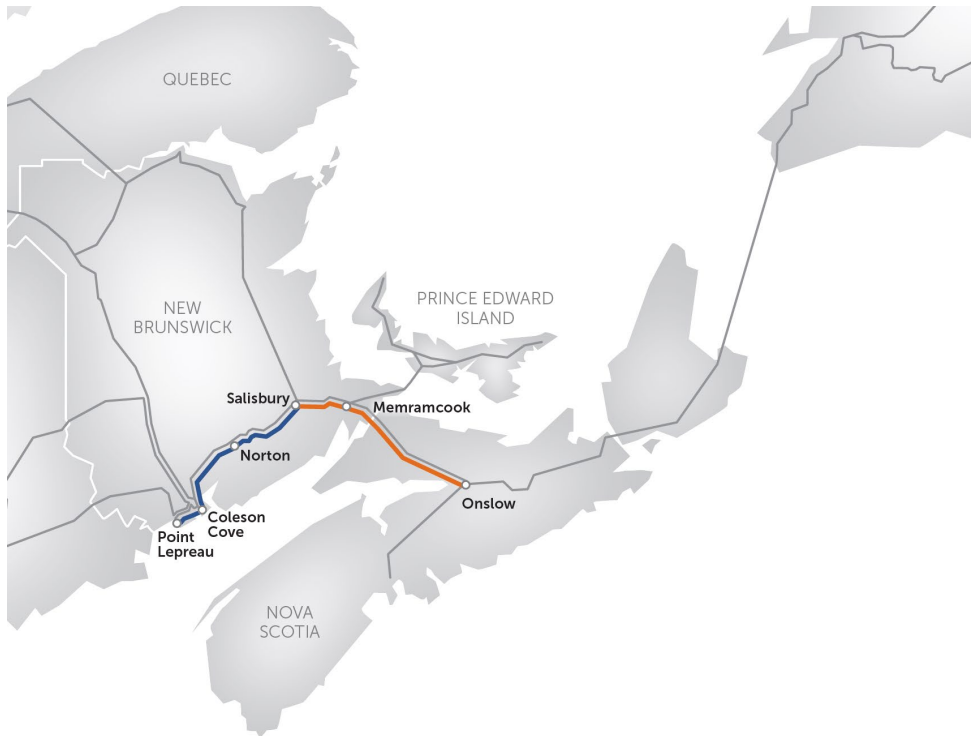 QUEBEC
NEW
BRUNSWICK
PRINCE EDWARD
ISLAND
Salisbury
Memramcook
Norton
Onslow
Coleson
Cove
Point
Lepreau
NOVA
SCOTIA